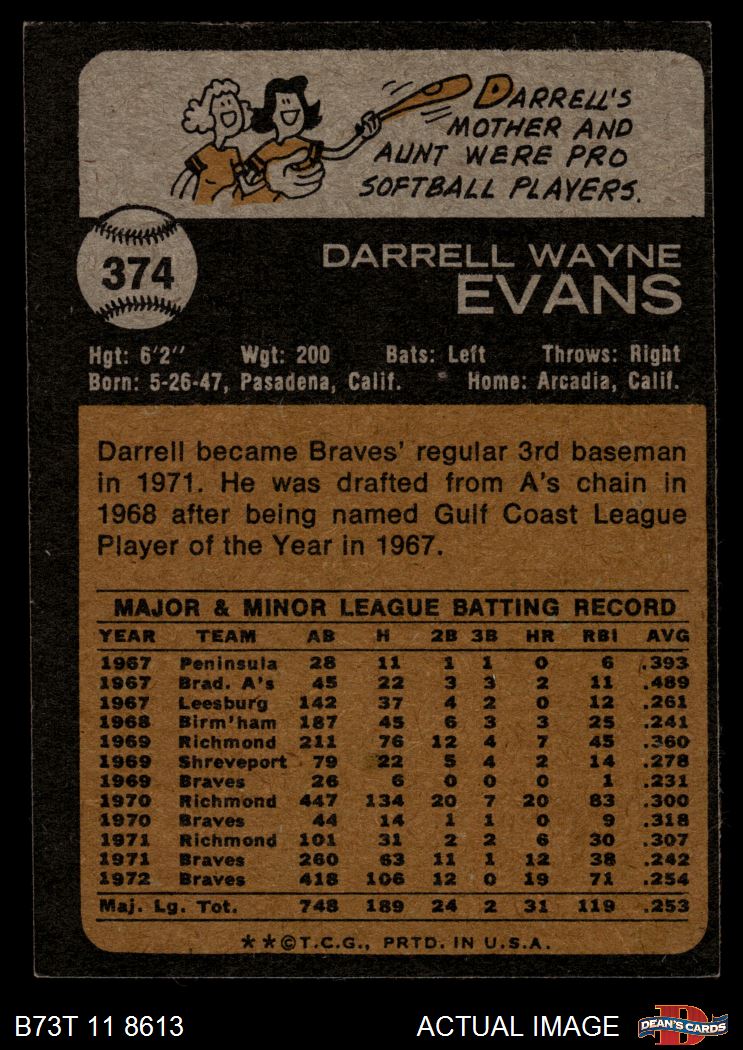 DARRELL'S
MOTHER AND
AUNT WERE PRO
SOFTBALL PLAYERS.
374
DARRELL WAYNE
EVANS
Hgt: 6'2" Wgt: 200 Bats: Left Throws: Right
Born: 5-26-47, Pasadena, Calif. Home: Arcadia, Calif.
Darrell became Braves' regular 3rd baseman
in 1971. He was drafted from A's chain in
1968 after being named Gulf Coast League
Player of the Year in 1967.
MAJOR & MINOR LEAGUE BATTING RECORD
YEAR TEAM AB H 2B 3B HR RBI AVG
1967 Peninsula 28 11 1 1 0 6 .393
1967 Brad. A's 45 22 3 3 2 11 .489
1967 Leesburg 142 37 4 2 0 12 .261
1968 Birm'ham 187 45 6 3 3 25 .241
1969 Richmond 211 76 12 4 7 45 .360
1969 Shreveport 79 22 5 4 2 14 .278
1969 Braves 26 6 0 0 0 1 .231
1970 Richmond 447 134 20 7 20 83 .300
1970 Braves 44 14 1 1 0 9 .318
1971 Richmond 101 31 2 2 6 30 .307
1971 Braves 260 63 11 1 12 38 .242
1972 Braves 418 106 12 0 19 71 .254
Maj. Lg. Tot. 748 189 24 2 31 119 .253
**©T.C.G., PRTD. IN U.S.A.
B73T 11 8613 ACTUAL IMAGE
D
DEAN'S CARDS